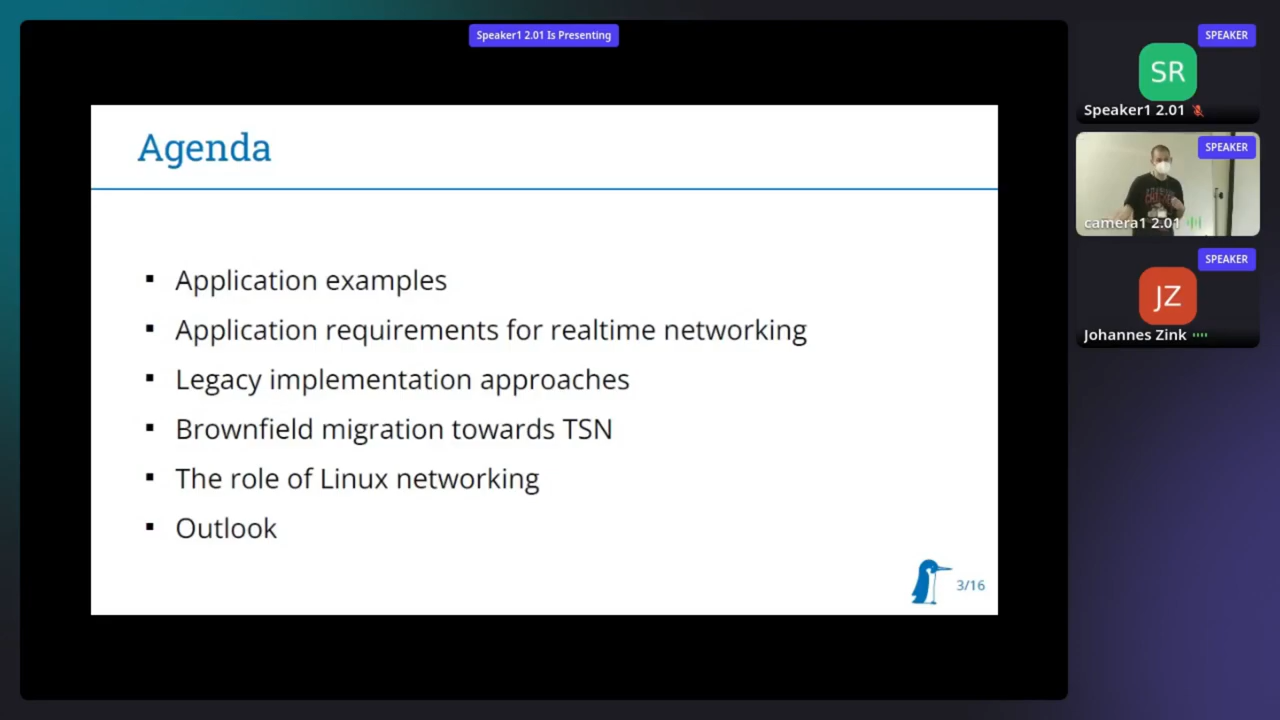 Speaker1 2.01 Is Presenting
Agenda
▪ Application examples
▪ Application requirements for realtime networking
▪ Legacy implementation approaches
▪ Brownfield migration towards TSN
▪ The role of Linux networking
▪ Outlook
3/16
SPEAKER
SR
Speaker1 2.01
SPEAKER
camera1 2.01
SPEAKER
JZ
Johannes Zink